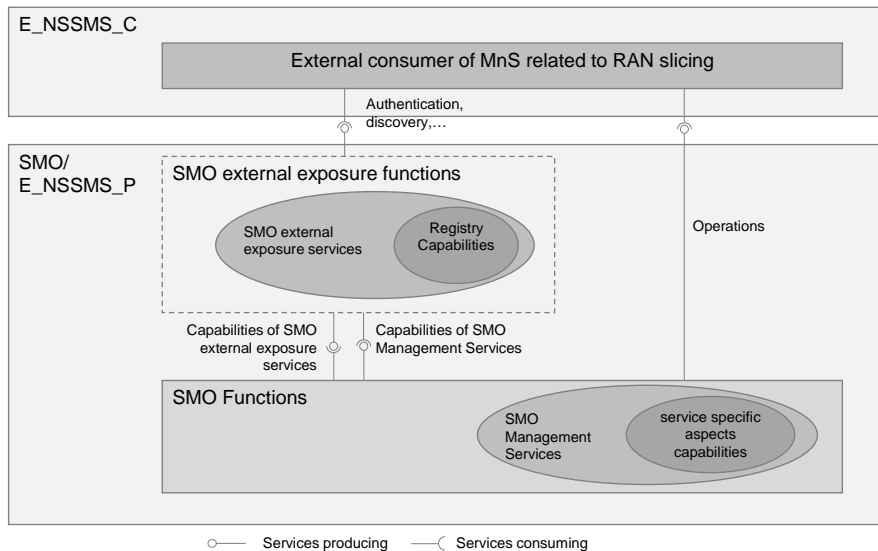 E_NSSMS_C
External consumer of MnS related to RAN slicing
Authentication,
discovery,...
SMO/
E_NSSMS_P
SMO external exposure functions
SMO external
exposure services
Registry
Capabilities
Operations
Capabilities of SMO
external exposure
services
Capabilities of SMO
Management Services
SMO Functions
SMO
Management
Services
service specific
aspects
capabilities
Services producing
Services consuming